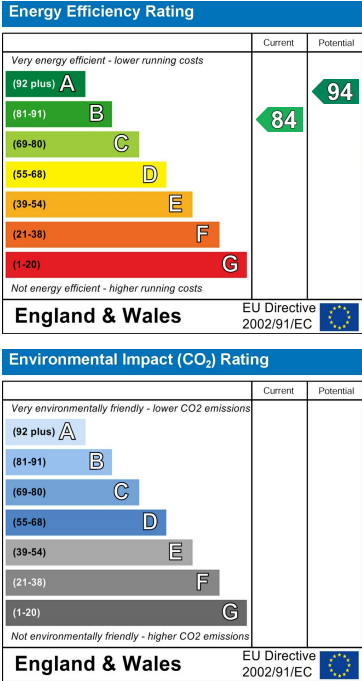 Energy Efficiency Rating
Current Potential
Very energy efficient - lower running costs
(92 plus) A
94
(81-91) B
84
(69-80) C
(55-68) D
(39-54) E
(21-38) F
(1-20) G
Not energy efficient - higher running costs
England & Wales
EU Directive
2002/91/EC
Environmental Impact (CO₂) Rating
Current Potential
Very environmentally friendly - lower CO2 emissions
(92 plus) A
(81-91) B
(69-80) C
(55-68) D
(39-54) E
(21-38) F
(1-20) G
Not environmentally friendly - higher CO2 emissions
England & Wales
EU Directive
2002/91/EC